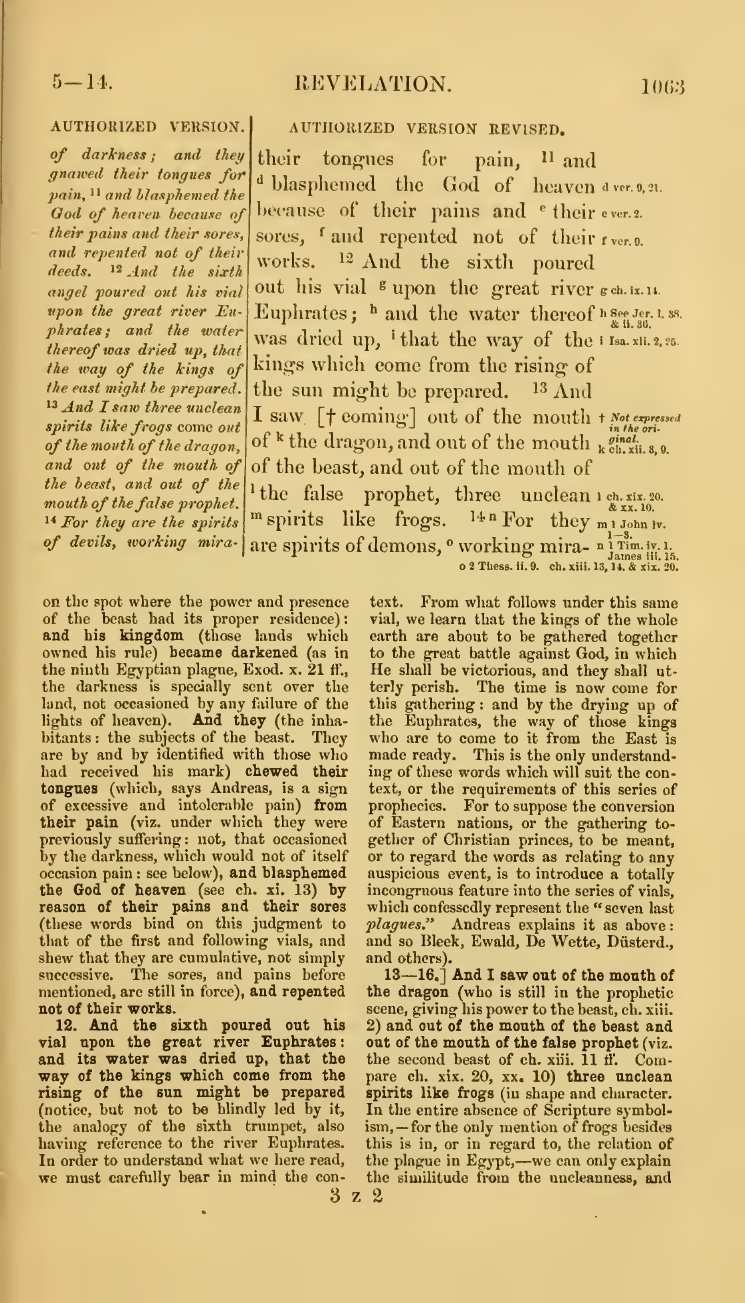 5—14. REVELATION. 1063
AUTHORIZED VERSION.
of darkness; and they
gnawed their tongues for
pain, 11 and blasphemed the
God of heaven because of
their pains and their sores,
and repented not of their
deeds. 12 And the sixth
angel poured out his vial
upon the great river Eu-
phrates; and the water
thereof was dried up, that
the way of the kings of
the east might be prepared.
13 And I saw three unclean
spirits like frogs come out
of the mouth of the dragon,
and out of the mouth of
the beast, and out of the
mouth of the false prophet.
14 For they are the spirits
of devils, working mira-
AUTHORIZED VERSION REVISED.
their tongues for pain, 11 and
d blasphemed the God of heaven
because of their pains and e their
sores, f and repented not of their
works. 12 And the sixth poured
out his vial g upon the great river
Euphrates; h and the water thereof
was dried up, i that the way of the
kings which come from the rising of
the sun might be prepared. 13 And
I saw [† coming] out of the mouth
of k the dragon, and out of the mouth
of the beast, and out of the mouth of
l the false prophet, three unclean
m spirits like frogs. 14 n For they
are spirits of demons, o working mira-
d ver. 9, 21.
e ver. 2.
f ver. 9.
g ch. ix. 14.
h See Jer. l. 38.
& li. 36.
i Isa. xli. 2, 25.
† Not expressed
in the ori-
ginal.
k ch. xii. 3, 9.
l ch. xix. 20.
& xx. 10.
m 1 John iv.
1—3.
n 1 Tim. iv. 1.
James iii. 15.
o 2 Thess. ii. 9. ch. xiii. 13, 14. & xix. 20.
on the spot where the power and presence
of the beast had its proper residence):
and his kingdom (those lands which
owned his rule) became darkened (as in
the ninth Egyptian plague, Exod. x. 21 ff.,
the darkness is specially sent over the
land, not occasioned by any failure of the
lights of heaven). And they (the inha-
bitants: the subjects of the beast. They
are by and by identified with those who
had received his mark) chewed their
tongues (which, says Andreas, is a sign
of excessive and intolerable pain) from
their pain (viz. under which they were
previously suffering: not, that occasioned
by the darkness, which would not of itself
occasion pain: see below), and blasphemed
the God of heaven (see ch. xi. 13) by
reason of their pains and their sores
(these words bind on this judgment to
that of the first and following vials, and
shew that they are cumulative, not simply
successive. The sores, and pains before
mentioned, are still in force), and repented
not of their works.
12. And the sixth poured out his
vial upon the great river Euphrates:
and its water was dried up, that the
way of the kings which come from the
rising of the sun might be prepared
(notice, but not to be blindly led by it,
the analogy of the sixth trumpet, also
having reference to the river Euphrates.
In order to understand what we here read,
we must carefully bear in mind the con-
text. From what follows under this same
vial, we learn that the kings of the whole
earth are about to be gathered together
to the great battle against God, in which
He shall be victorious, and they shall ut-
terly perish. The time is now come for
this gathering: and by the drying up of
the Euphrates, the way of those kings
who are to come to it from the East is
made ready. This is the only understand-
ing of these words which will suit the con-
text, or the requirements of this series of
prophecies. For to suppose the conversion
of Eastern nations, or the gathering to-
gether of Christian princes, to be meant,
or to regard the words as relating to any
auspicious event, is to introduce a totally
incongruous feature into the series of vials,
which confessedly represent the “seven last
plagues.” Andreas explains it as above:
and so Bleek, Ewald, De Wette, Düsterd.,
and others).
13—16.] And I saw out of the mouth of
the dragon (who is still in the prophetic
scene, giving his power to the beast, ch. xiii.
2) and out of the mouth of the beast and
out of the mouth of the false prophet (viz.
the second beast of ch. xiii. 11 ff. Com-
pare ch. xix. 20, xx. 10) three unclean
spirits like frogs (in shape and character.
In the entire absence of Scripture symbol-
ism,—for the only mention of frogs besides
this is in, or in regard to, the relation of
the plague in Egypt,—we can only explain
the similitude from the uncleanness, and
3 z 2